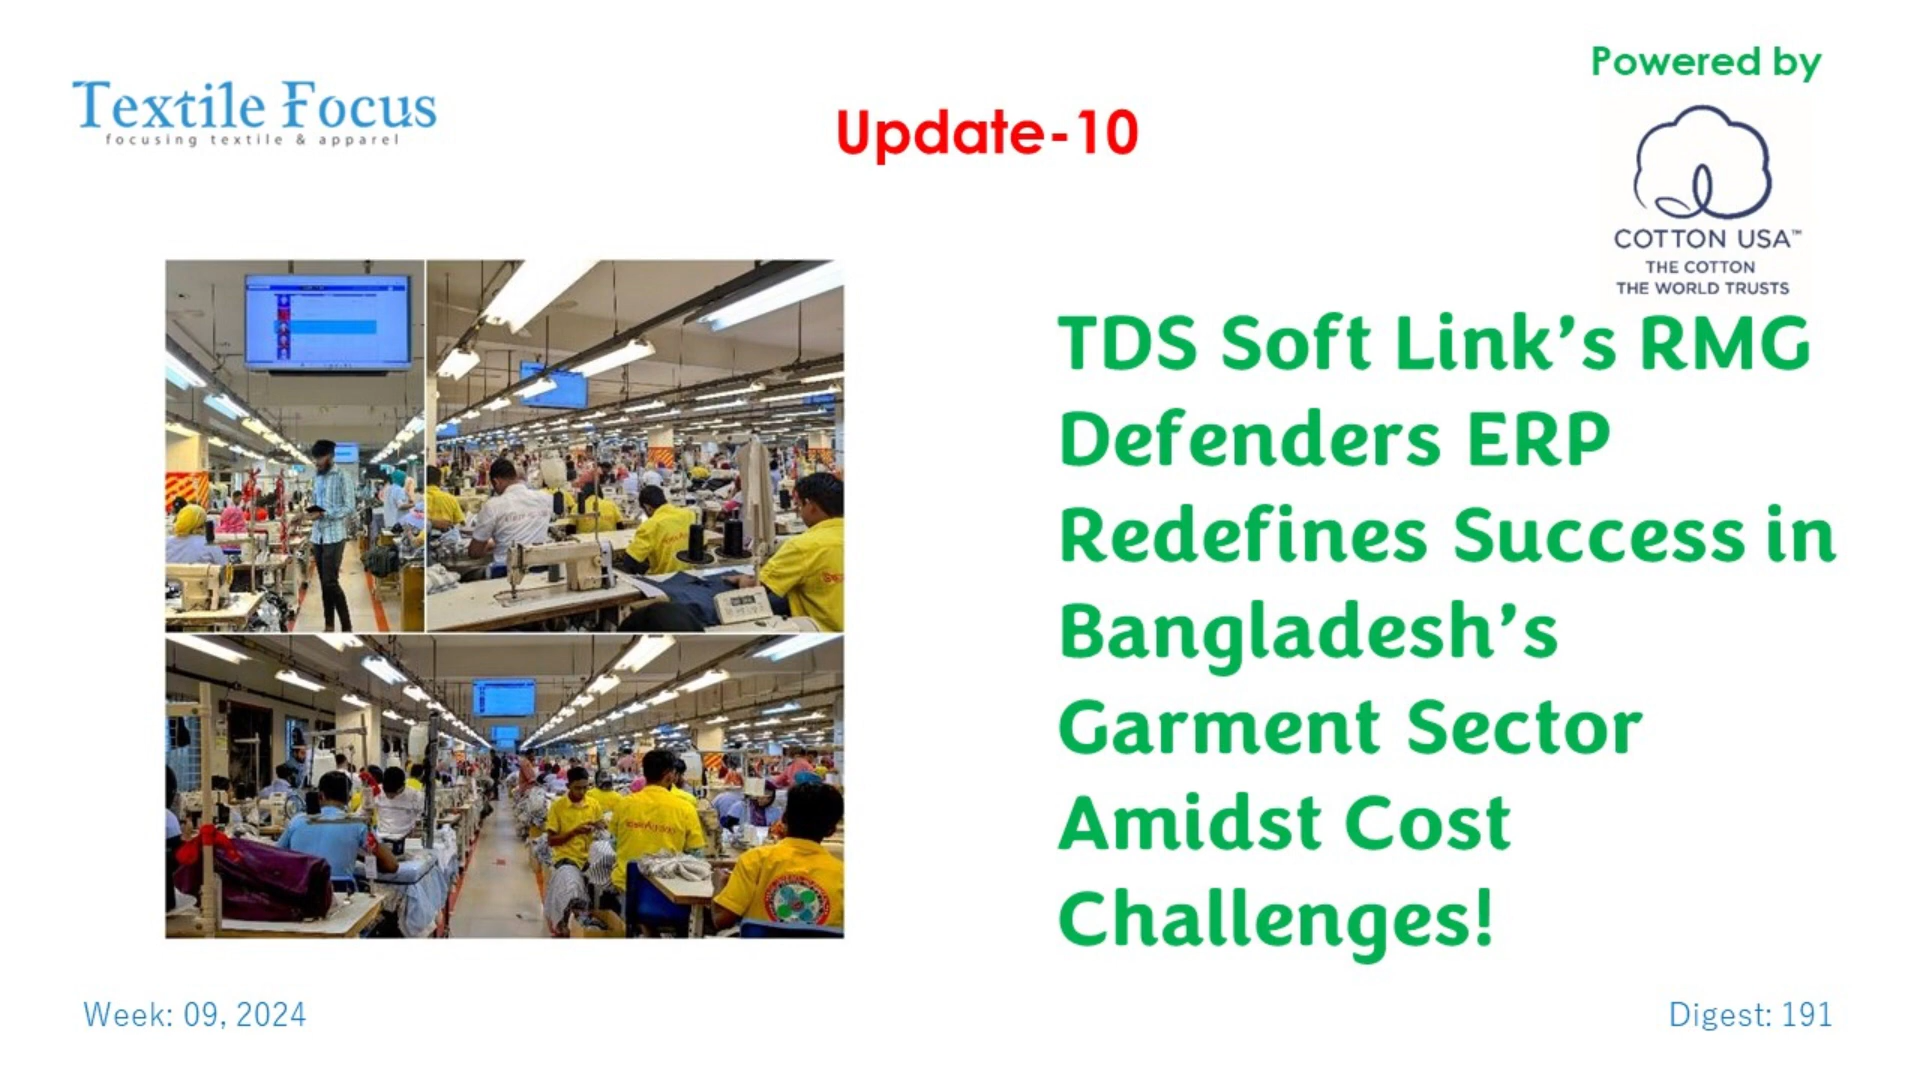 Textile Focus
focusing textile & apparel
Update-10
Powered by
COTTON USA™
THE COTTON
THE WORLD TRUSTS
TDS Soft Link’s RMG
Defenders ERP
Redefines Success in
Bangladesh’s
Garment Sector
Amidst Cost
Challenges!
Week: 09, 2024
Digest: 191